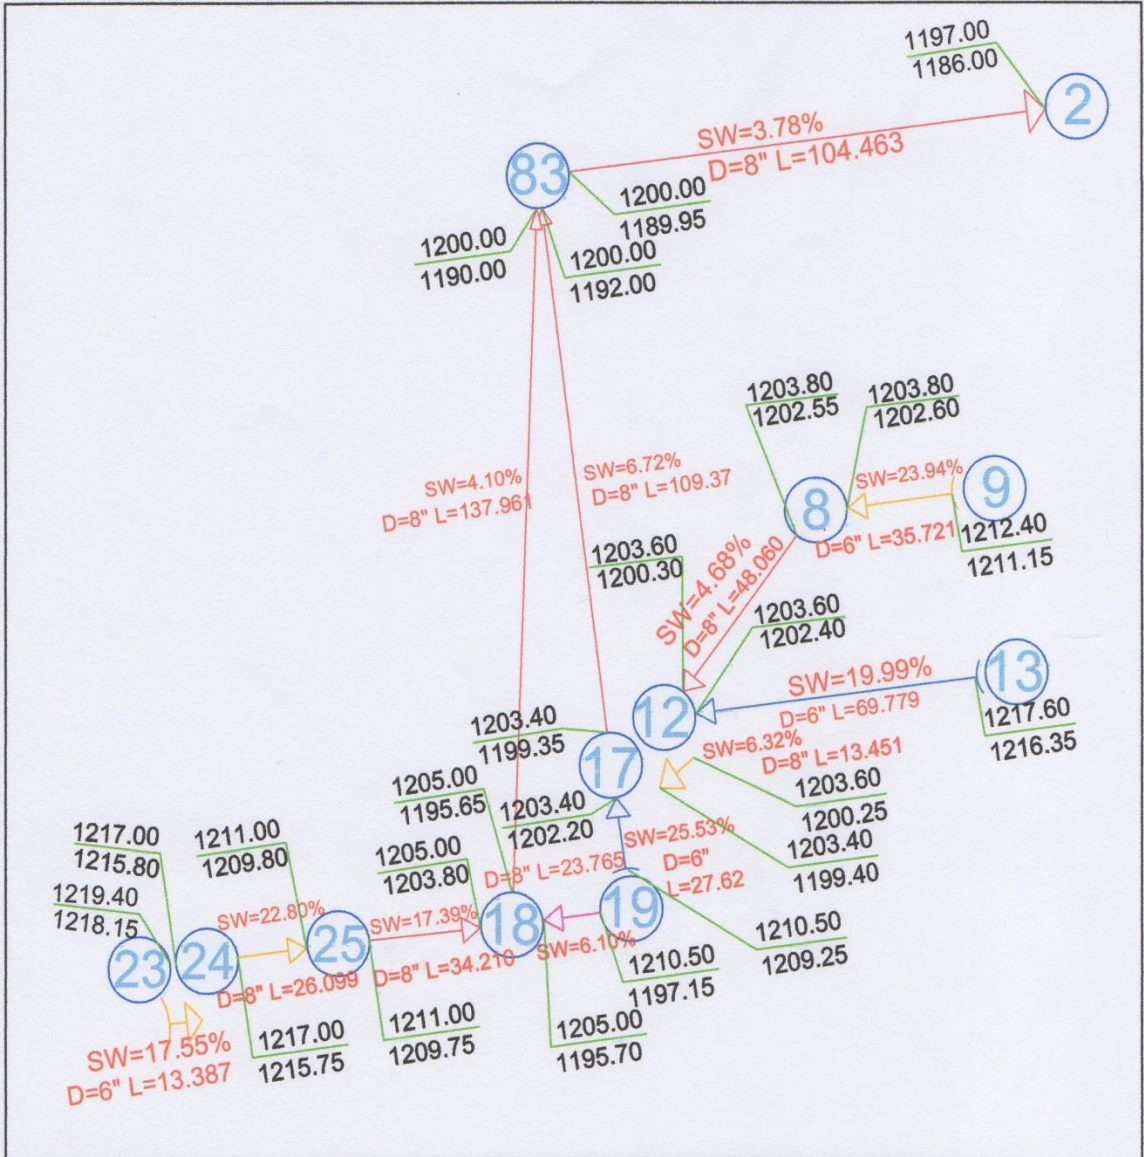 1197.00
1186.00
2
SW=3.78%
D=8" L=104.463
83
1200.00
1189.95
1200.00
1190.00
1200.00
1192.00
1203.80
1202.55
1203.80
1202.60
SW=4.10%
D=8" L=137.961
SW=6.72%
D=8" L=109.37
SW=23.94%
9
8
D=6" L=35.721
1212.40
1211.15
1203.60
1200.30
SW=4.68%
D=8" L=48.060
1203.60
1202.40
SW=19.99%
D=6" L=69.779
13
1217.60
1216.35
12
1203.40
1199.35
17
SW=6.32%
D=8" L=13.451
1203.60
1200.25
1205.00
1195.65
1203.40
1202.20
SW=25.53%
D=6"
L=27.62
1203.40
1199.40
1217.00
1215.80
1211.00
1209.80
1205.00
1203.80
D=8" L=23.765
1219.40
1218.15
SW=22.80%
SW=17.39%
18
19
SW=6.10%
1210.50
1209.25
23
24
25
D=8" L=26.099
D=8" L=34.210
1210.50
1197.15
SW=17.55%
D=6" L=13.387
1217.00
1215.75
1211.00
1209.75
1205.00
1195.70